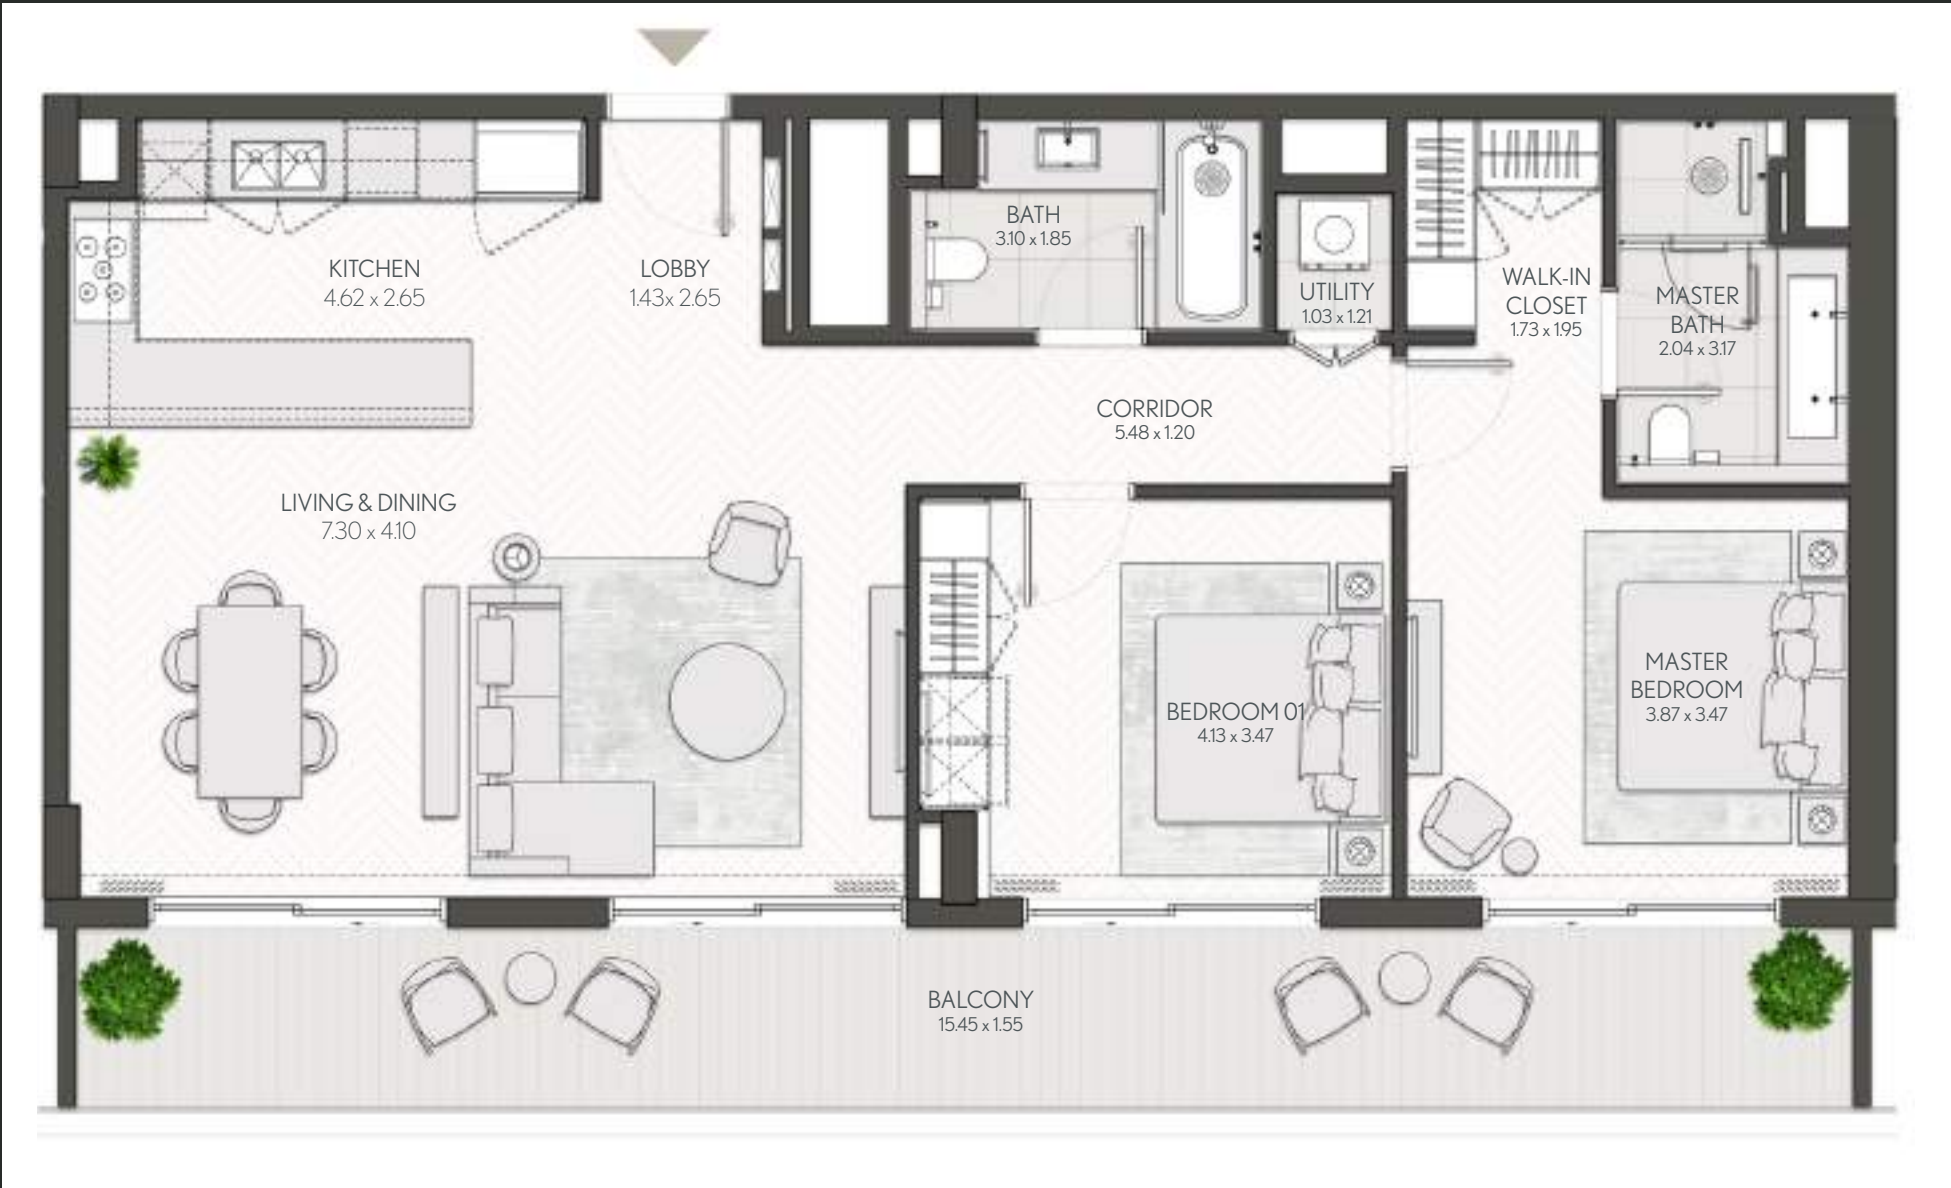 KITCHEN
4.62 x 2.65
LOBBY
1.43x 2.65
BATH
3.10 x 1.85
UTILITY
1.03 x 1.21
WALK-IN
CLOSET
1.73 x 1.95
MASTER
BATH
2.04 x 3.17
CORRIDOR
5.48 x 1.20
LIVING & DINING
7.30 x 4.10
BEDROOM 01
4.13 x 3.47
MASTER
BEDROOM
3.87 x 3.47
BALCONY
15.45 x 1.55